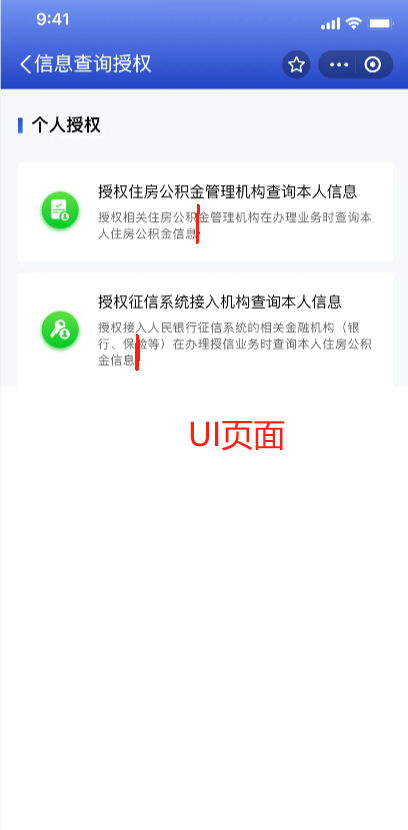 9:41
信息查询授权
个人授权
授权住房公积金管理机构查询本人信息
授权相关住房公积金管理机构在办理业务时查询本
人住房公积金信息
授权征信系统接入机构查询本人信息
授权接入人民银行征信系统的相关金融机构（银
行、保险等）在办理授信业务时查询本人住房公积
金信息
UI页面